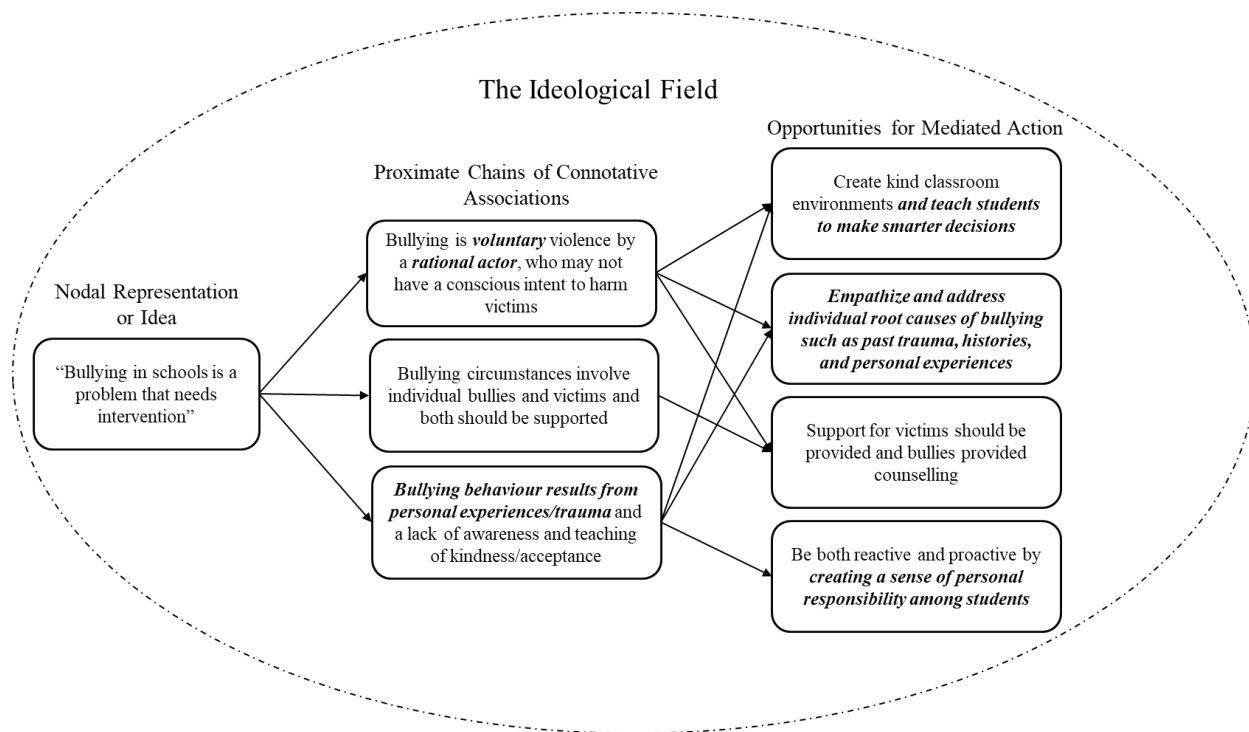 The Ideological Field
Nodal Representation
or Idea
“Bullying in schools is a
problem that needs
intervention”
Proximate Chains of Connotative
Associations
Bullying is voluntary violence by
a rational actor, who may not
have a conscious intent to harm
victims
Bullying circumstances involve
individual bullies and victims and
both should be supported
Bullying behaviour results from
personal experiences/trauma and
a lack of awareness and teaching
of kindness/acceptance
Opportunities for Mediated Action
Create kind classroom
environments and teach students
to make smarter decisions
Empathize and address
individual root causes of bullying
such as past trauma, histories,
and personal experiences
Support for victims should be
provided and bullies provided
counselling
Be both reactive and proactive by
creating a sense of personal
responsibility among students